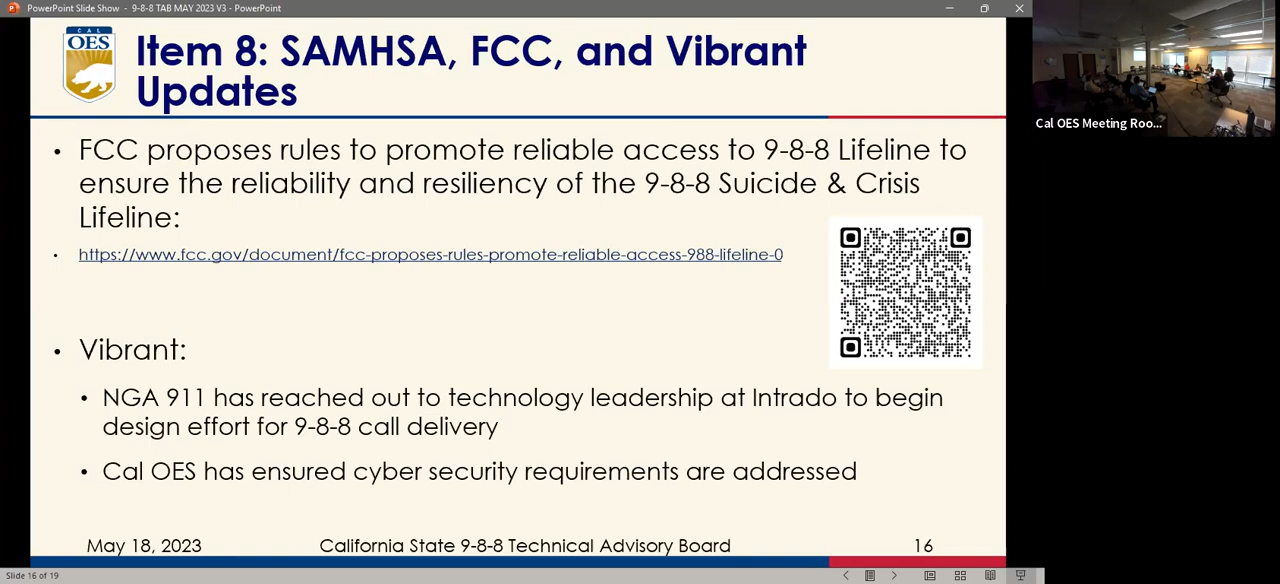 PowerPoint Slide Show - 9-8-8 TAB MAY 2023 V3 - PowerPoint
CAL
OES
Item 8: SAMHSA, FCC, and Vibrant
Updates
• FCC proposes rules to promote reliable access to 9-8-8 Lifeline to
ensure the reliability and resiliency of the 9-8-8 Suicide & Crisis
Lifeline:
• https://www.fcc.gov/document/fcc-proposes-rules-promote-reliable-access-988-lifeline-0
• Vibrant:
• NGA 911 has reached out to technology leadership at Intrado to begin
design effort for 9-8-8 call delivery
• Cal OES has ensured cyber security requirements are addressed
May 18, 2023
California State 9-8-8 Technical Advisory Board
16
Slide 16 of 19
Cal OES Meeting Roo...